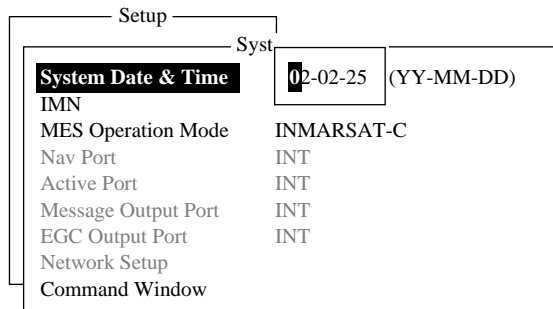 Setup
Syst
System Date & Time 02-02-25 (YY-MM-DD)
IMN
MES Operation Mode INMARSAT-C
Nav Port INT
Active Port INT
Message Output Port INT
EGC Output Port INT
Network Setup
Command Window